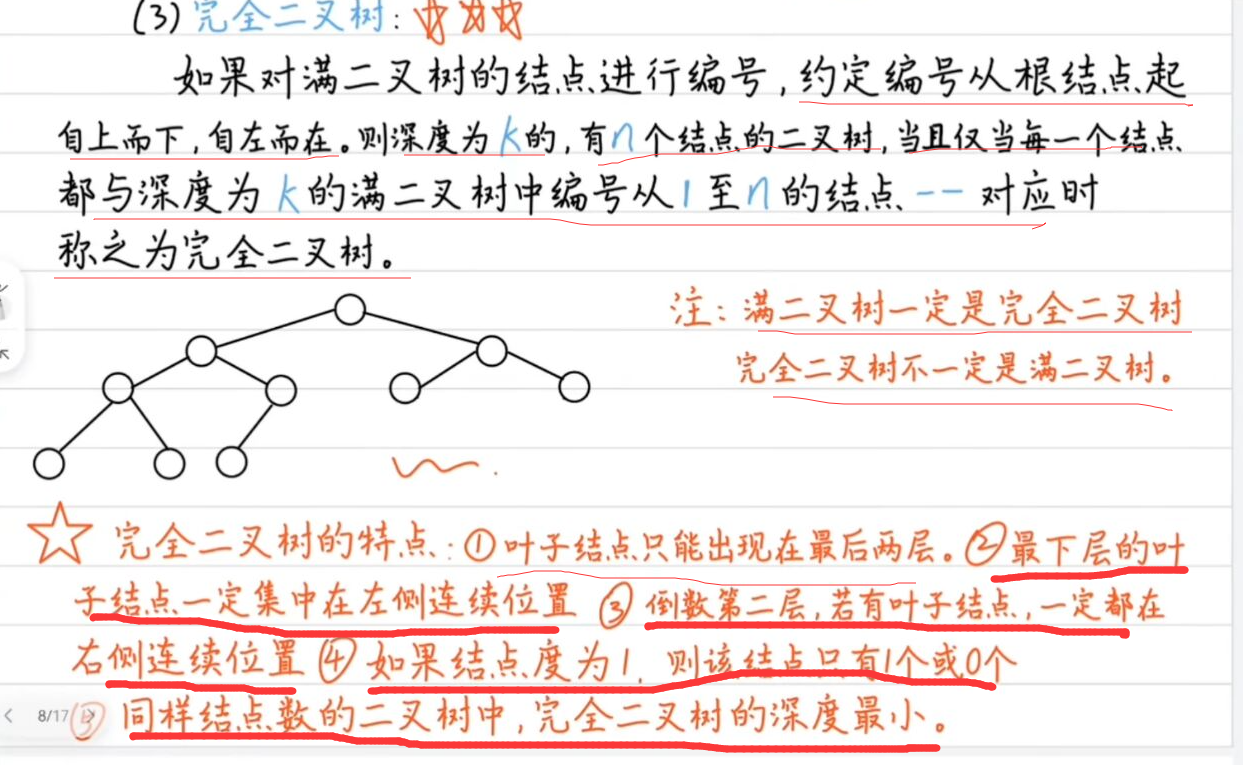 (3) 完全二叉树:
如果对满二叉树的结点进行编号, 约定编号从根结点起
自上而下, 自左而在。则深度为k的, 有n个结点的二叉树, 当且仅当每一个结点
都与深度为k的满二叉树中编号从1至n的结点一一对应时
称之为完全二叉树。
注: 满二叉树一定是完全二叉树
完全二叉树不一定是满二叉树。
完全二叉树的特点: ①叶子结点只能出现在最后两层。②最下层的叶
子结点一定集中在左侧连续位置 ③倒数第二层, 若有叶子结点, 一定都在
右侧连续位置 ④如果结点度为1, 则该结点只有1个或0个
8/17 ⑤同样结点数的二叉树中, 完全二叉树的深度最小。